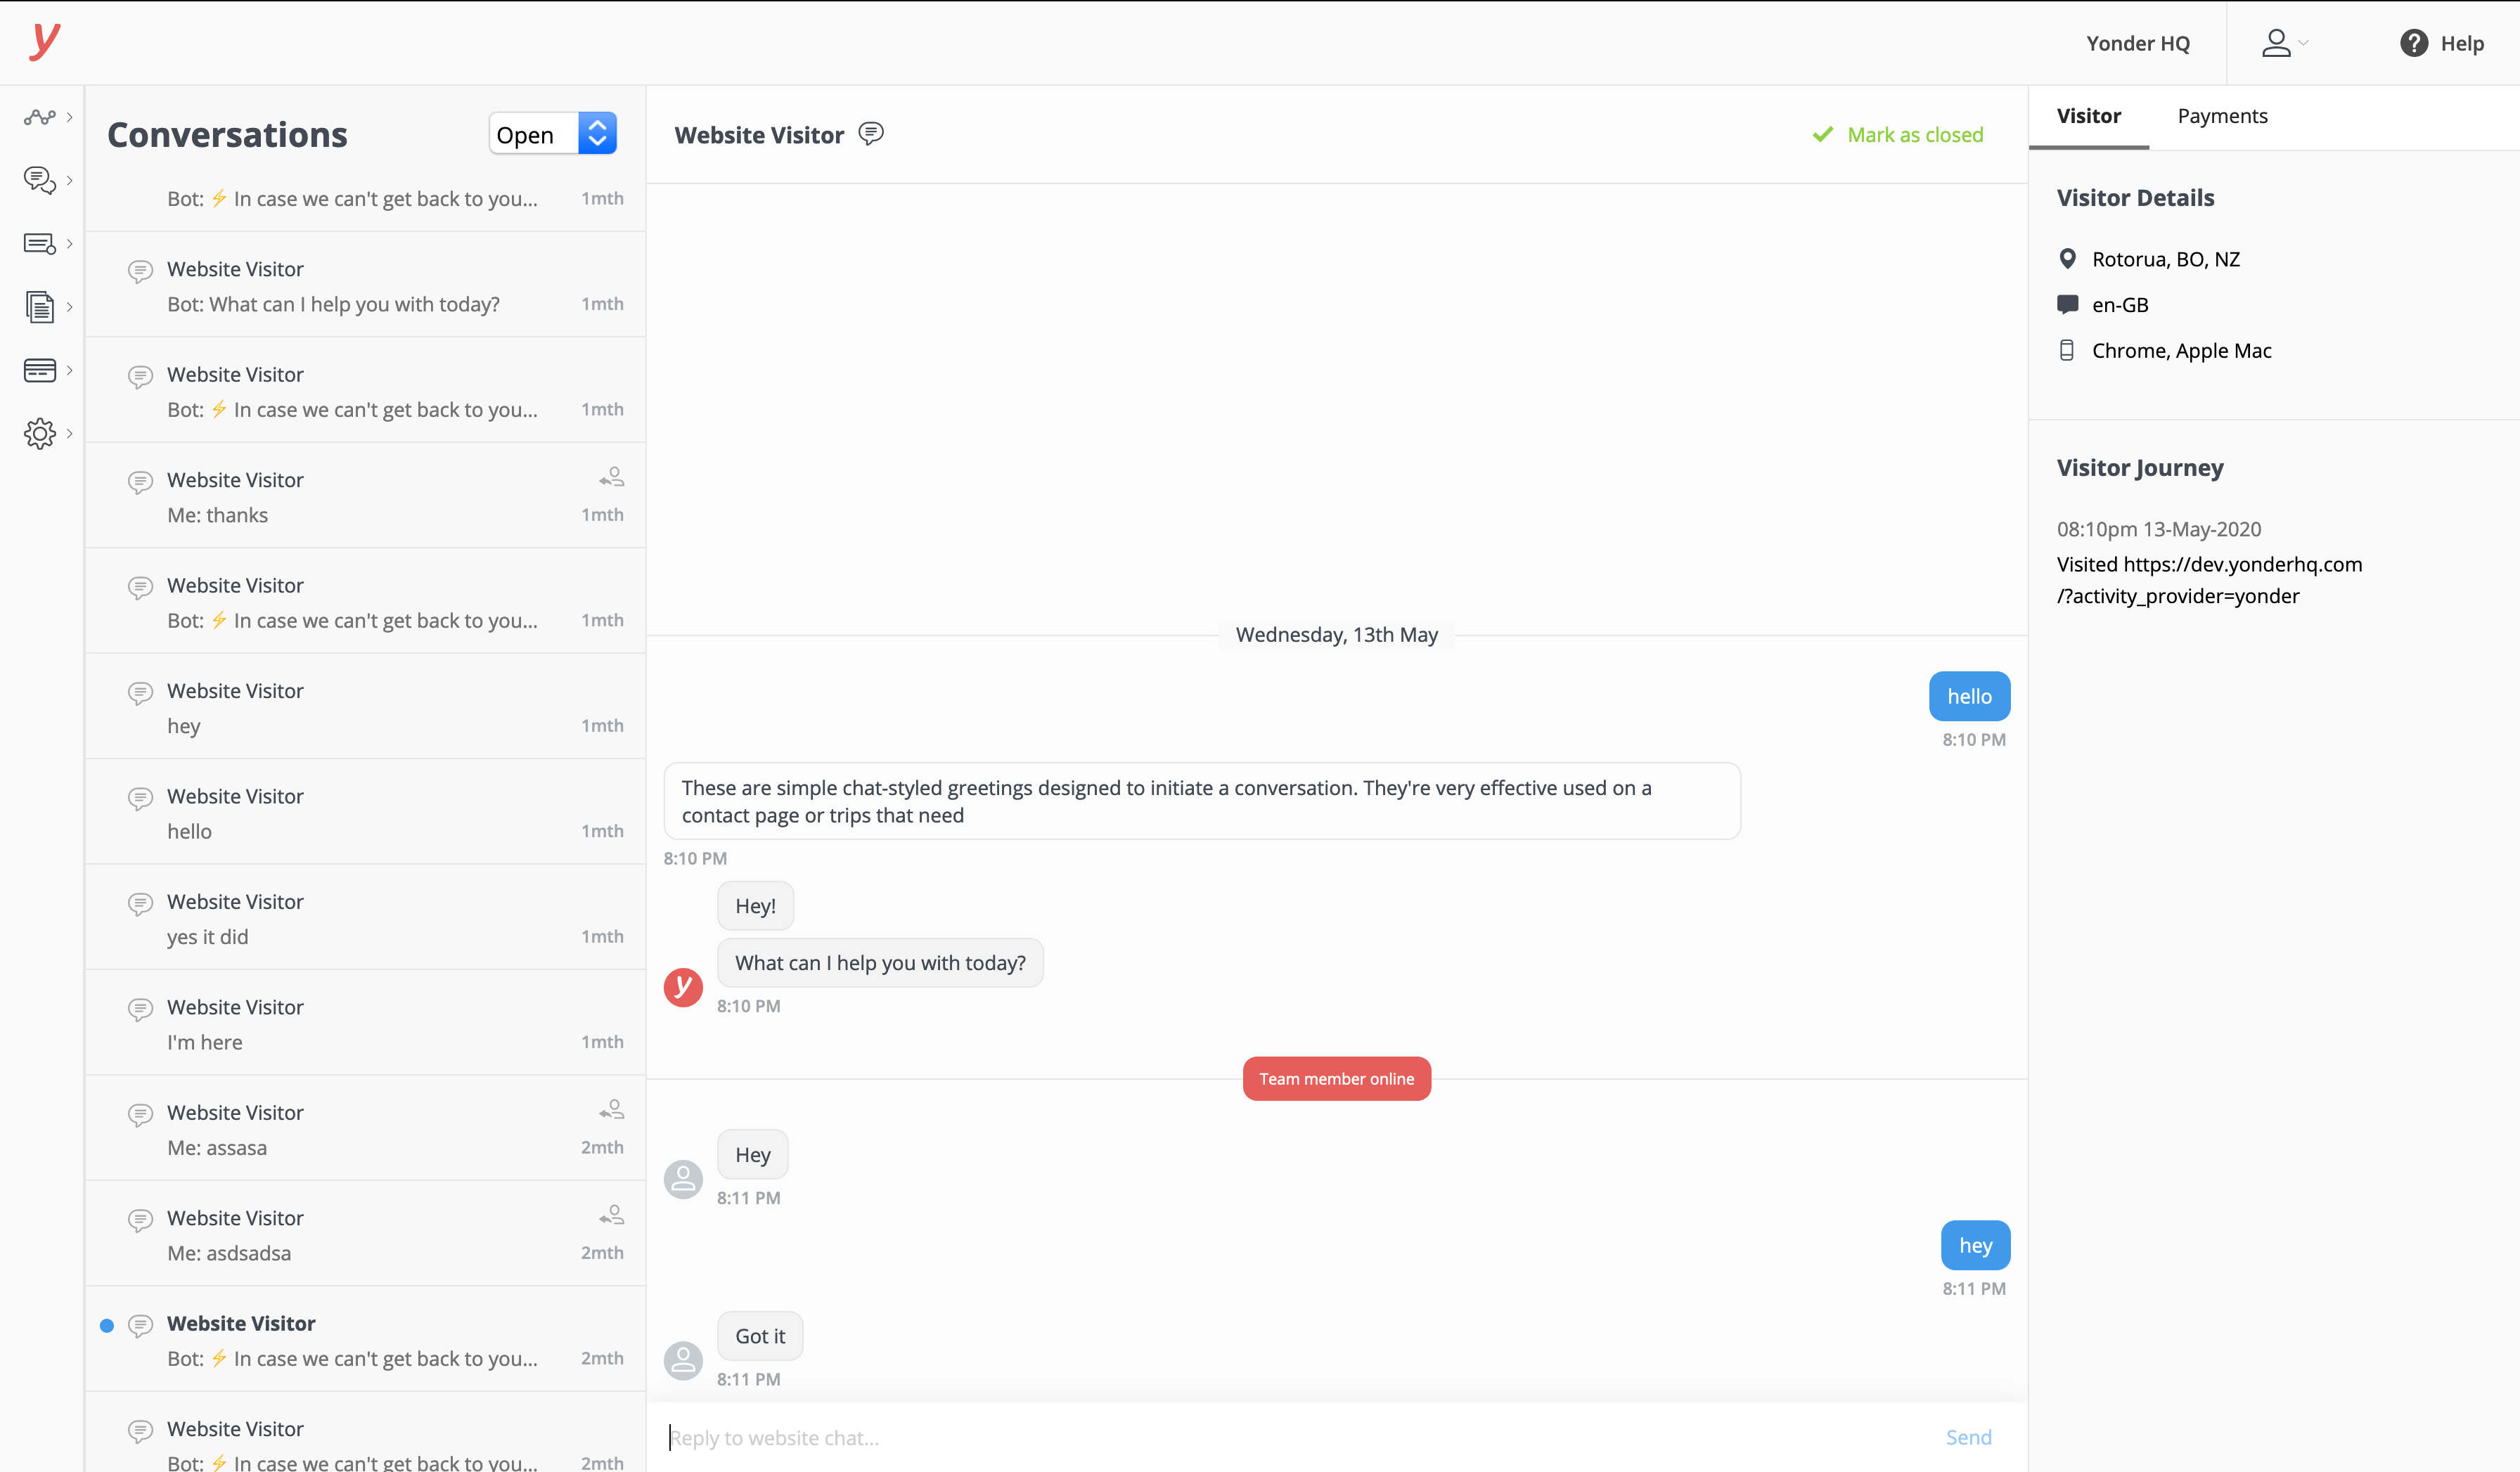 y
Yonder HQ
Help
Conversations
Open
Bot: ⚡ In case we can't get back to you...
1mth
Website Visitor
Bot: What can I help you with today?
1mth
Website Visitor
Bot: ⚡ In case we can't get back to you...
1mth
Website Visitor
Me: thanks
1mth
Website Visitor
Bot: ⚡ In case we can't get back to you...
1mth
Website Visitor
hey
1mth
Website Visitor
hello
1mth
Website Visitor
yes it did
1mth
Website Visitor
I'm here
1mth
Website Visitor
Me: assasa
2mth
Website Visitor
Me: asdsadsa
2mth
Website Visitor
Bot: ⚡ In case we can't get back to you...
2mth
Website Visitor
Bot: ⚡ In case we can't get back to you...
2mth
Website Visitor
Mark as closed
Wednesday, 13th May
hello
8:10 PM
These are simple chat-styled greetings designed to initiate a conversation. They're very effective used on a
contact page or trips that need
8:10 PM
Hey!
What can I help you with today?
y
8:10 PM
Team member online
Hey
8:11 PM
hey
8:11 PM
Got it
8:11 PM
Reply to website chat...
Send
Visitor
Payments
Visitor Details
Rotorua, BO, NZ
en-GB
Chrome, Apple Mac
Visitor Journey
08:10pm 13-May-2020
Visited https://dev.yonderhq.com
/?activity_provider=yonder